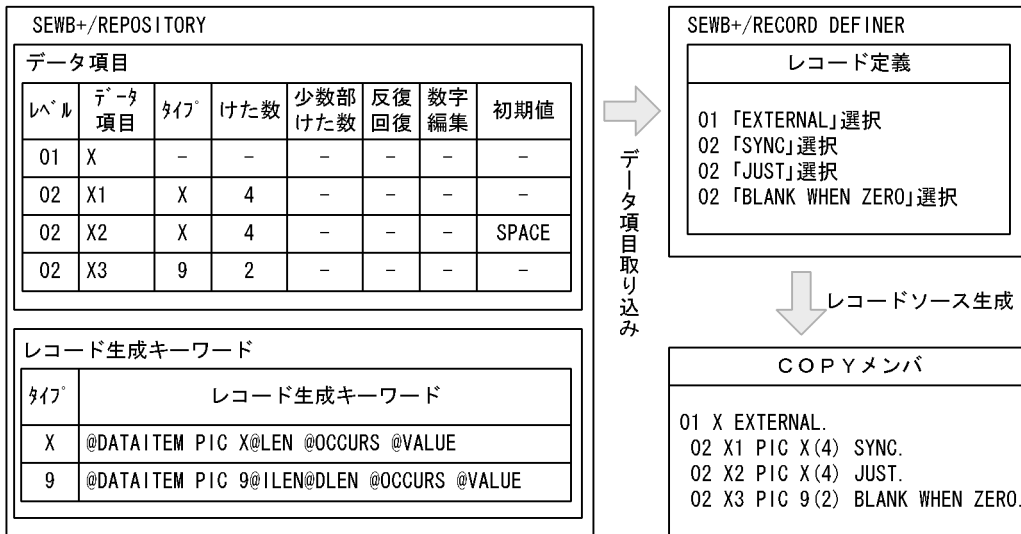 SEWB+/REPOSITORY
データ項目
レベル データ項目 タイプ けた数 少数部けた数 反復回復 数字編集 初期値
01 X － － － － － －
02 X1 X 4 － － － －
02 X2 X 4 － － － SPACE
02 X3 9 2 － － － －
レコード生成キーワード
タイプ レコード生成キーワード
X @DATAITEM PIC X@LEN @OCCURS @VALUE
9 @DATAITEM PIC 9@ILEN@DLEN @OCCURS @VALUE
データ項目取り込み
SEWB+/RECORD DEFINER
レコード定義
01 「EXTERNAL」選択
02 「SYNC」選択
02 「JUST」選択
02 「BLANK WHEN ZERO」選択
レコードソース生成
ＣＯＰＹメンバ
01 X EXTERNAL.
02 X1 PIC X(4) SYNC.
02 X2 PIC X(4) JUST.
02 X3 PIC 9(2) BLANK WHEN ZERO.